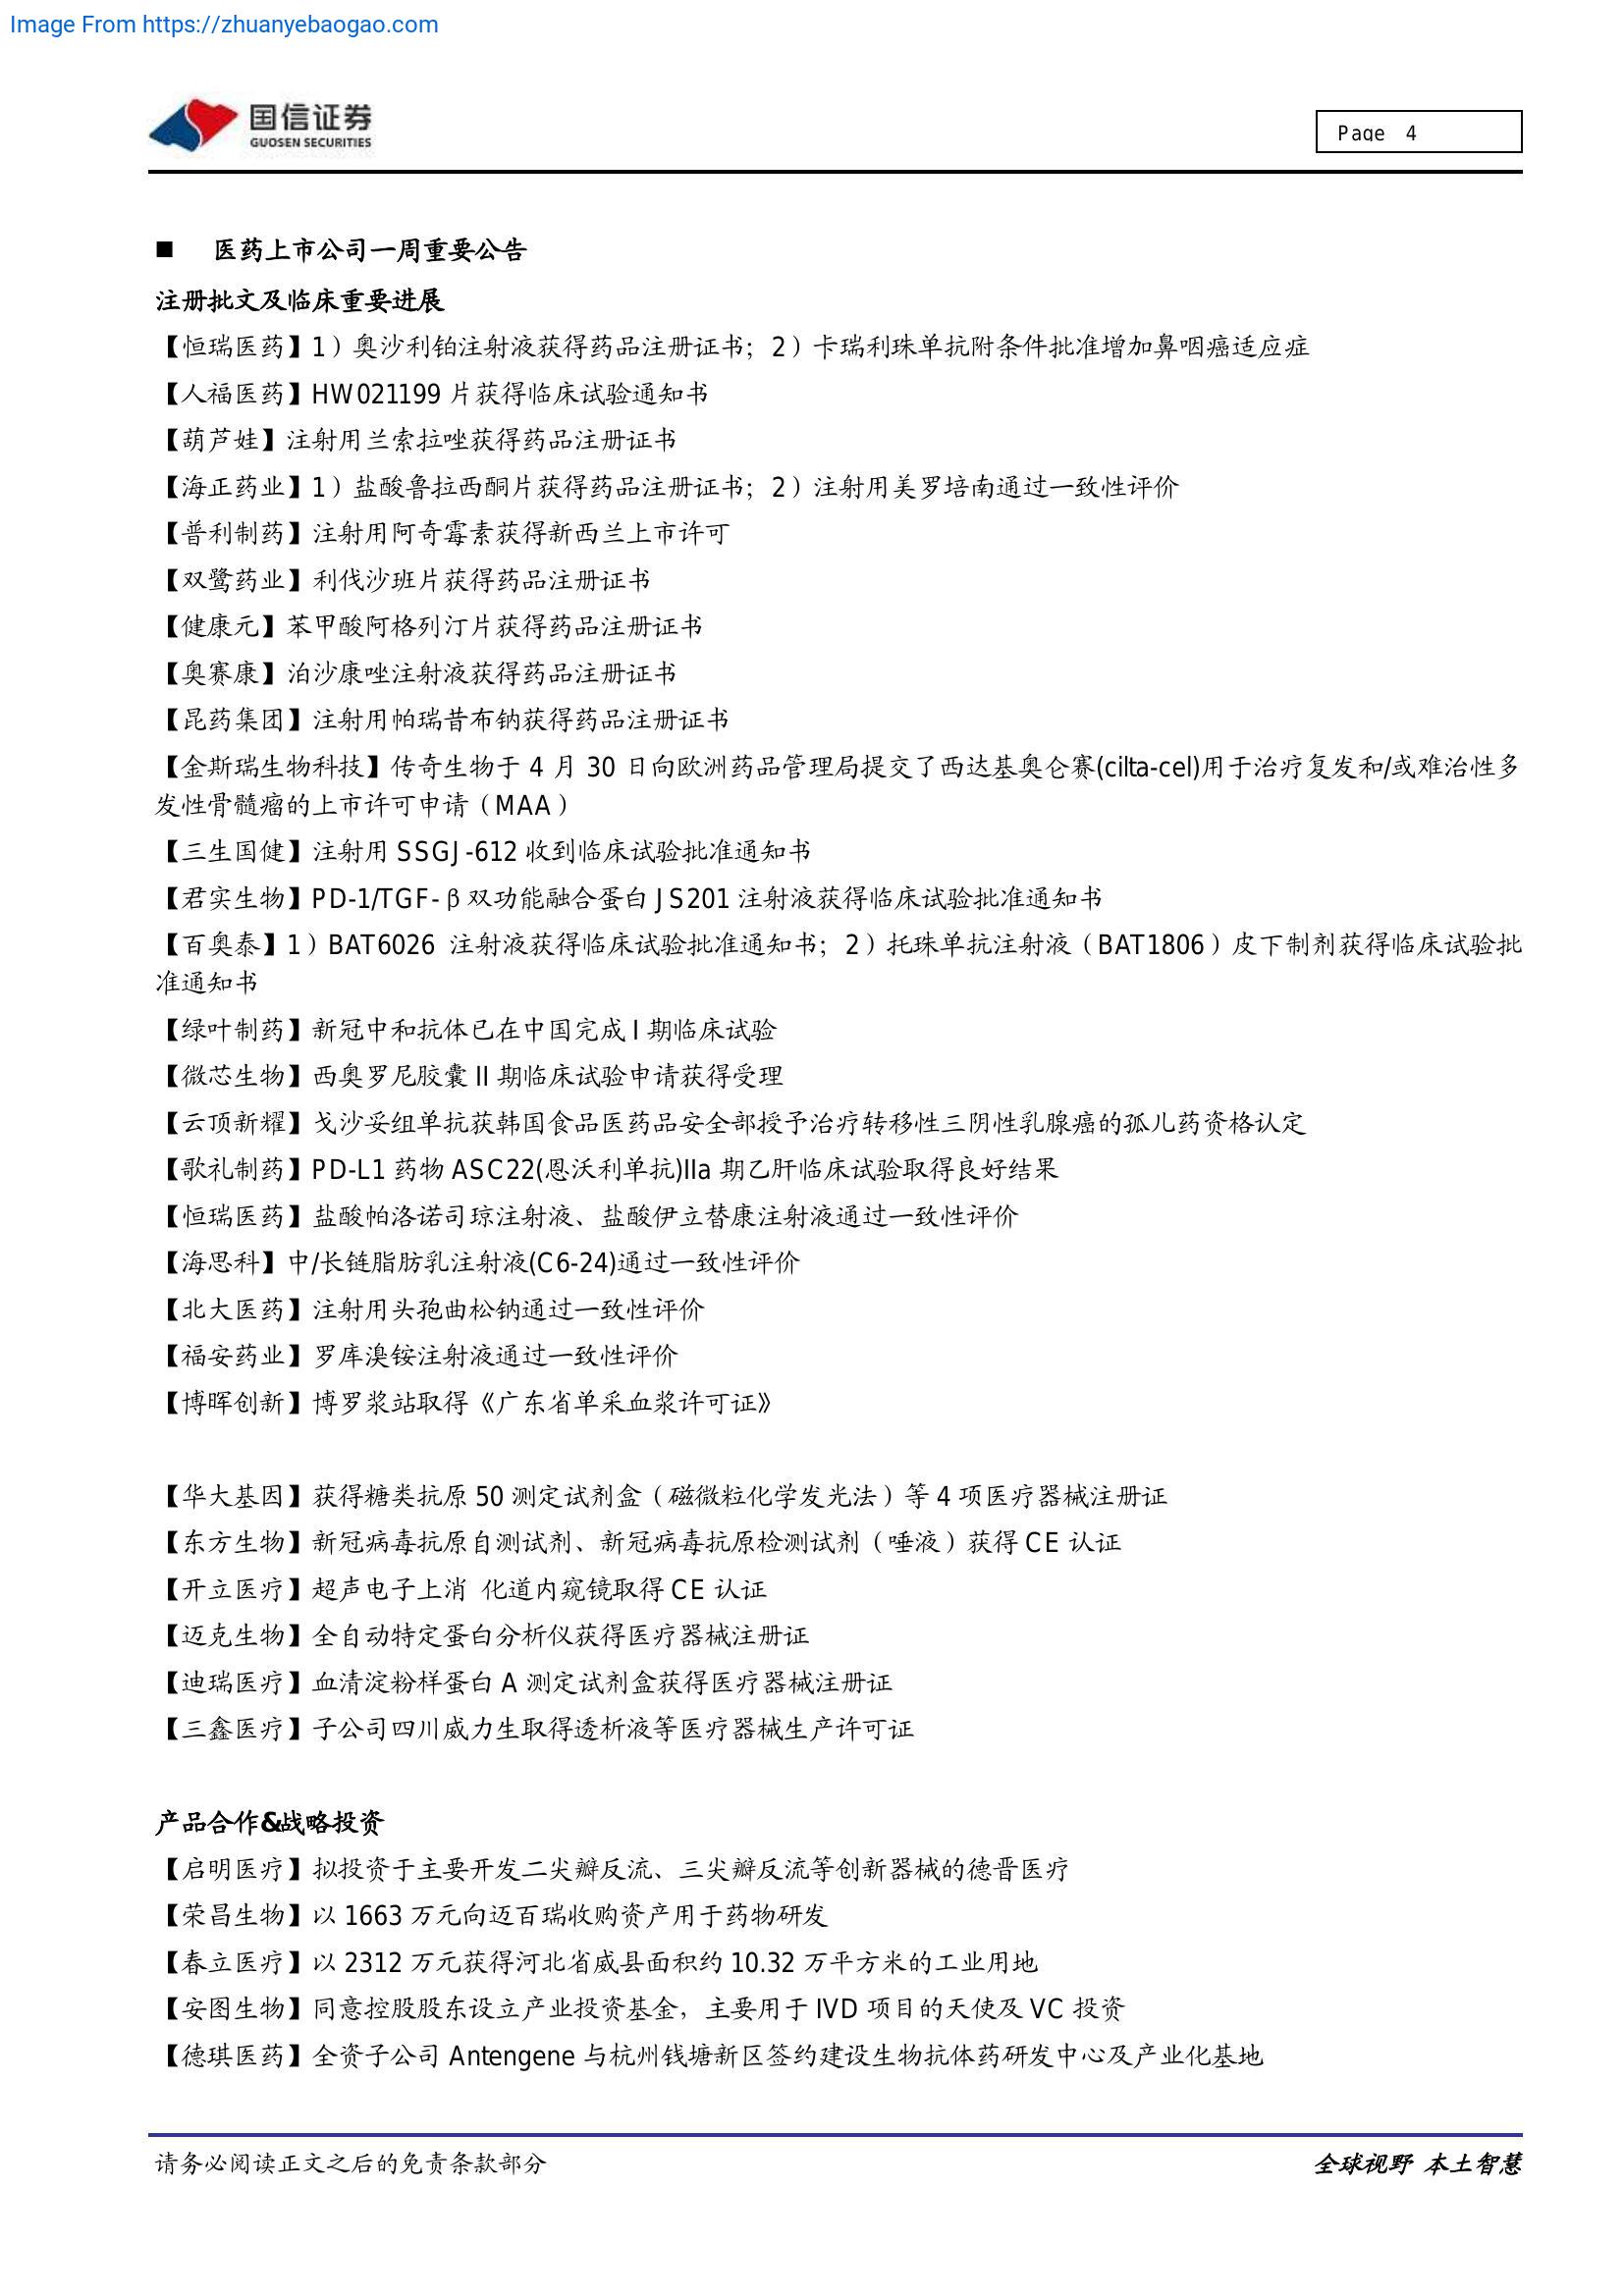 Image From https://zhuanyebaogao.com
国信证券
GUOSEN SECURITIES
Page 4
■ 医药上市公司一周重要公告
注册批文及临床重要进展
【恒瑞医药】1）奥沙利铂注射液获得药品注册证书；2）卡瑞利珠单抗附条件批准增加鼻咽癌适应症
【人福医药】HW021199 片获得临床试验通知书
【葫芦娃】注射用兰索拉唑获得药品注册证书
【海正药业】1）盐酸鲁拉西酮片获得药品注册证书；2）注射用美罗培南通过一致性评价
【普利制药】注射用阿奇霉素获得新西兰上市许可
【双鹭药业】利伐沙班片获得药品注册证书
【健康元】苯甲酸阿格列汀片获得药品注册证书
【奥赛康】泊沙康唑注射液获得药品注册证书
【昆药集团】注射用帕瑞昔布钠获得药品注册证书
【金斯瑞生物科技】传奇生物于 4 月 30 日向欧洲药品管理局提交了西达基奥仑赛(cilta-cel)用于治疗复发和/或难治性多
发性骨髓瘤的上市许可申请（MAA）
【三生国健】注射用 SSGJ-612 收到临床试验批准通知书
【君实生物】PD-1/TGF-β双功能融合蛋白 JS201 注射液获得临床试验批准通知书
【百奥泰】1）BAT6026 注射液获得临床试验批准通知书；2）托珠单抗注射液（BAT1806）皮下制剂获得临床试验批
准通知书
【绿叶制药】新冠中和抗体已在中国完成 I 期临床试验
【微芯生物】西奥罗尼胶囊 II 期临床试验申请获得受理
【云顶新耀】戈沙妥组单抗获韩国食品医药品安全部授予治疗转移性三阴性乳腺癌的孤儿药资格认定
【歌礼制药】PD-L1 药物 ASC22(恩沃利单抗)IIa 期乙肝临床试验取得良好结果
【恒瑞医药】盐酸帕洛诺司琼注射液、盐酸伊立替康注射液通过一致性评价
【海思科】中/长链脂肪乳注射液(C6-24)通过一致性评价
【北大医药】注射用头孢曲松钠通过一致性评价
【福安药业】罗库溴铵注射液通过一致性评价
【博晖创新】博罗浆站取得《广东省单采血浆许可证》
【华大基因】获得糖类抗原 50 测定试剂盒（磁微粒化学发光法）等 4 项医疗器械注册证
【东方生物】新冠病毒抗原自测试剂、新冠病毒抗原检测试剂（唾液）获得 CE 认证
【开立医疗】超声电子上消 化道内窥镜取得 CE 认证
【迈克生物】全自动特定蛋白分析仪获得医疗器械注册证
【迪瑞医疗】血清淀粉样蛋白 A 测定试剂盒获得医疗器械注册证
【三鑫医疗】子公司四川威力生取得透析液等医疗器械生产许可证
产品合作&战略投资
【启明医疗】拟投资于主要开发二尖瓣反流、三尖瓣反流等创新器械的德晋医疗
【荣昌生物】以 1663 万元向迈百瑞收购资产用于药物研发
【春立医疗】以 2312 万元获得河北省威县面积约 10.32 万平方米的工业用地
【安图生物】同意控股股东设立产业投资基金，主要用于 IVD 项目的天使及 VC 投资
【德琪医药】全资子公司 Antengene 与杭州钱塘新区签约建设生物抗体药研发中心及产业化基地
请务必阅读正文之后的免责条款部分
全球视野 本土智慧